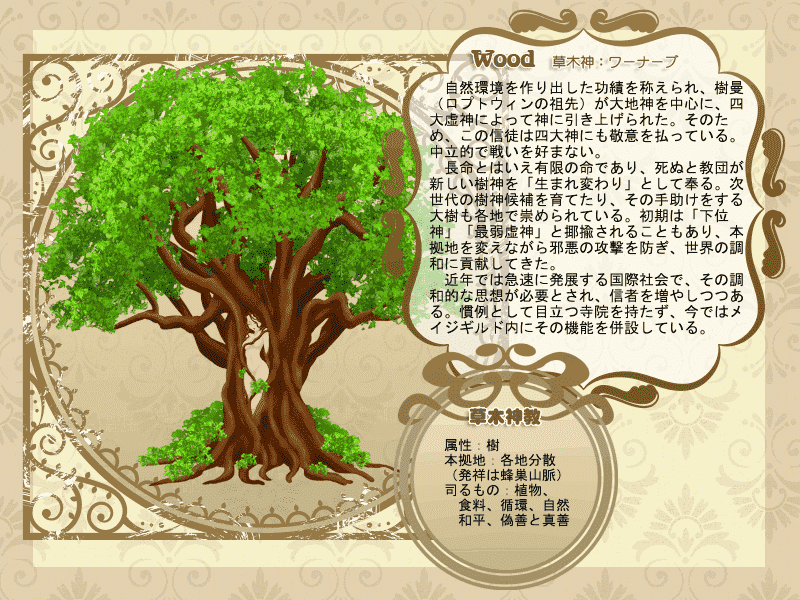 Wood 草木神：ワーナーブ
　自然環境を作り出した功績を称えられ、樹曼
（ロプトウィンの祖先）が大地神を中心に、四
大虚神によって神に引き上げられた。そのた
め、この信徒は四大神にも敬意を払っている。
中立的で戦いを好まない。
　長命とはいえ有限の命であり、死ぬと教団が
新しい樹神を「生まれ変わり」として奉る。次
世代の樹神候補を育てたり、その手助けをする
大樹も各地で崇められている。初期は「下位
神」「最弱虚神」と揶揄されることもあり、本
拠地を変えながら邪悪の攻撃を防ぎ、世界の調
和に貢献してきた。
　近年では急速に発展する国際社会で、その調
和的な思想が必要とされ、信者を増やしつつあ
る。慣例として目立つ寺院を持たず、今ではメ
イジギルド内にその機能を併設している。
草木神教
属性：樹
本拠地：各地分散
（発祥は蜂巣山脈）
司るもの：植物、
食料、循環、自然
和平、偽善と真善